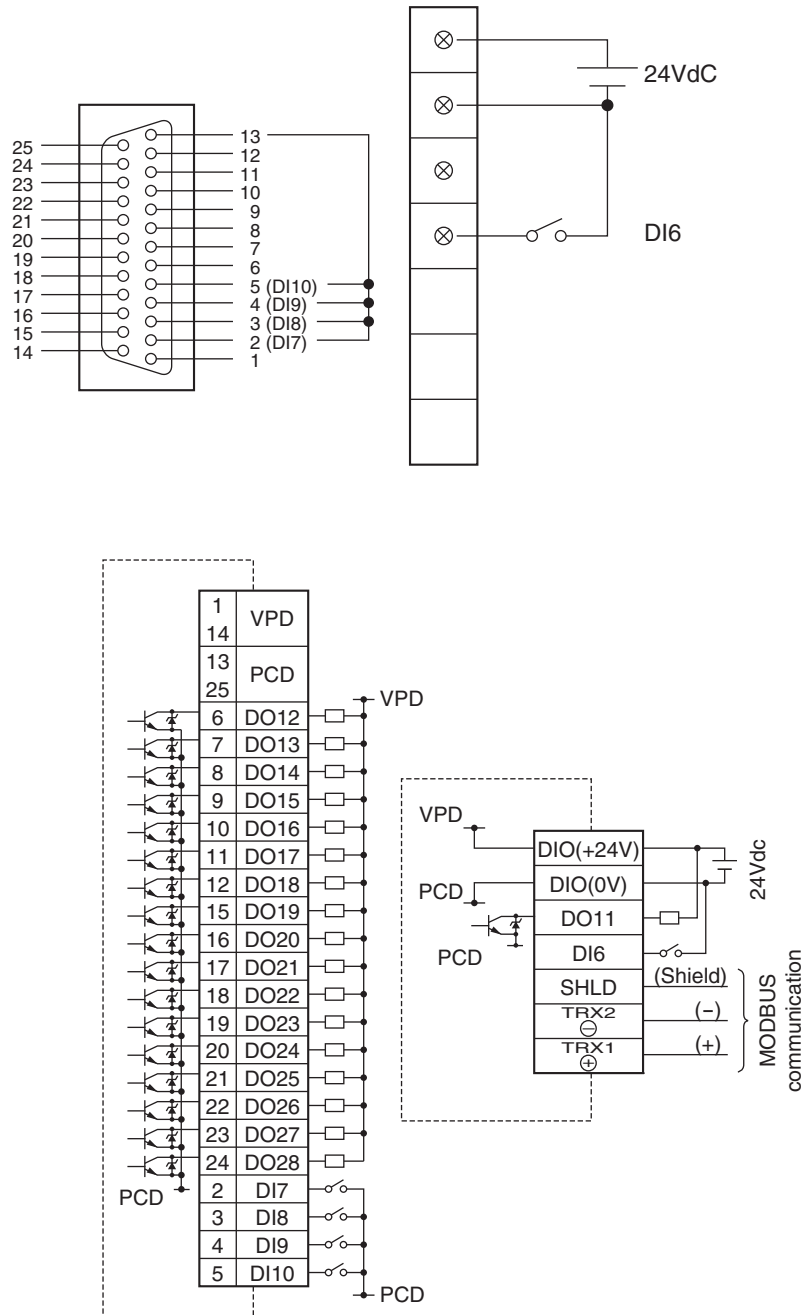 25
24
23
22
21
20
19
18
17
16
15
14
13
12
11
10
9
8
7
6
5 (DI10)
4 (DI9)
3 (DI8)
2 (DI7)
1
24VdC
DI6
1
14
VPD
13
25
PCD
VPD
6 DO12
7 DO13
8 DO14
9 DO15
10 DO16
11 DO17
12 DO18
15 DO19
16 DO20
17 DO21
18 DO22
19 DO23
20 DO24
21 DO25
22 DO26
23 DO27
24 DO28
PCD
2 DI7
3 DI8
4 DI9
5 DI10
PCD
VPD
DIO(+24V)
24Vdc
PCD
DIO(0V)
DO11
PCD
DI6
SHLD (Shield)
TRX2 (−)
−
TRX1 (+)
+
MODBUS
communication